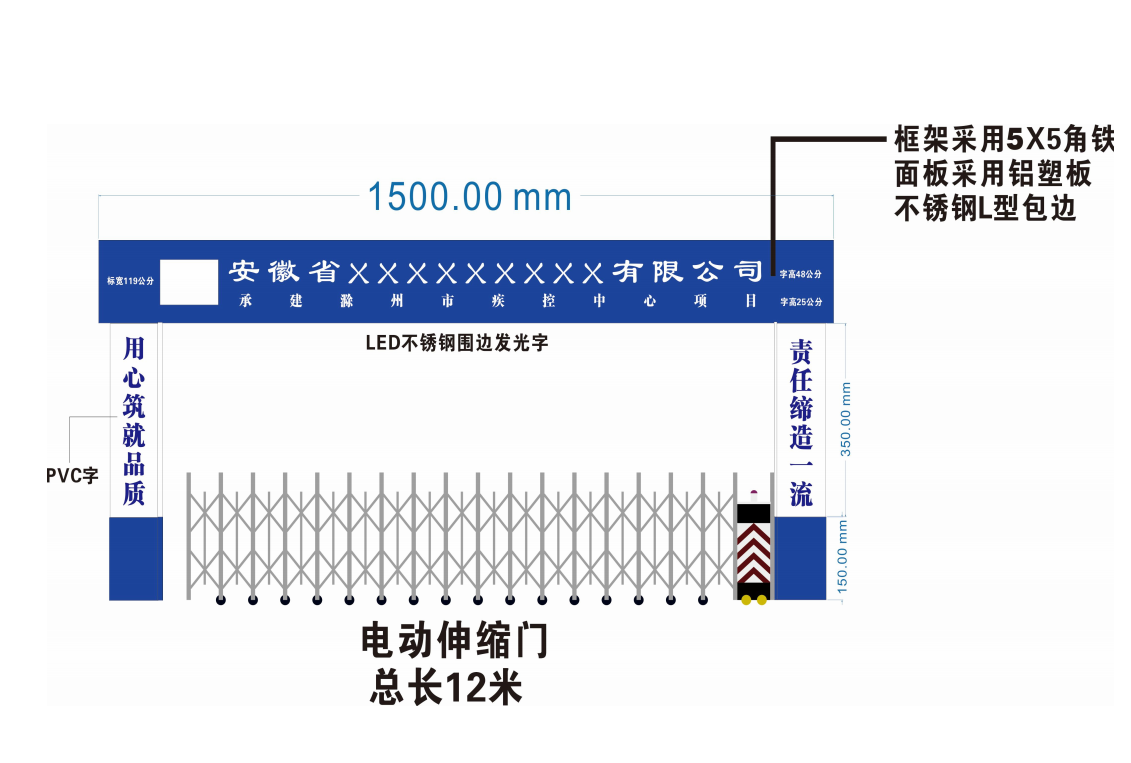 框架采用5X5角铁
面板采用铝塑板
不锈钢L型包边
1500.00 mm
标宽119公分
安徽省XXXXXXXXX有限公司
字高48公分
承建滁州市疾控中心项目
字高25公分
LED不锈钢围边发光字
用心筑就品质
责任缔造一流
350.00 mm
PVC字
150.00 mm
电动伸缩门
总长12米